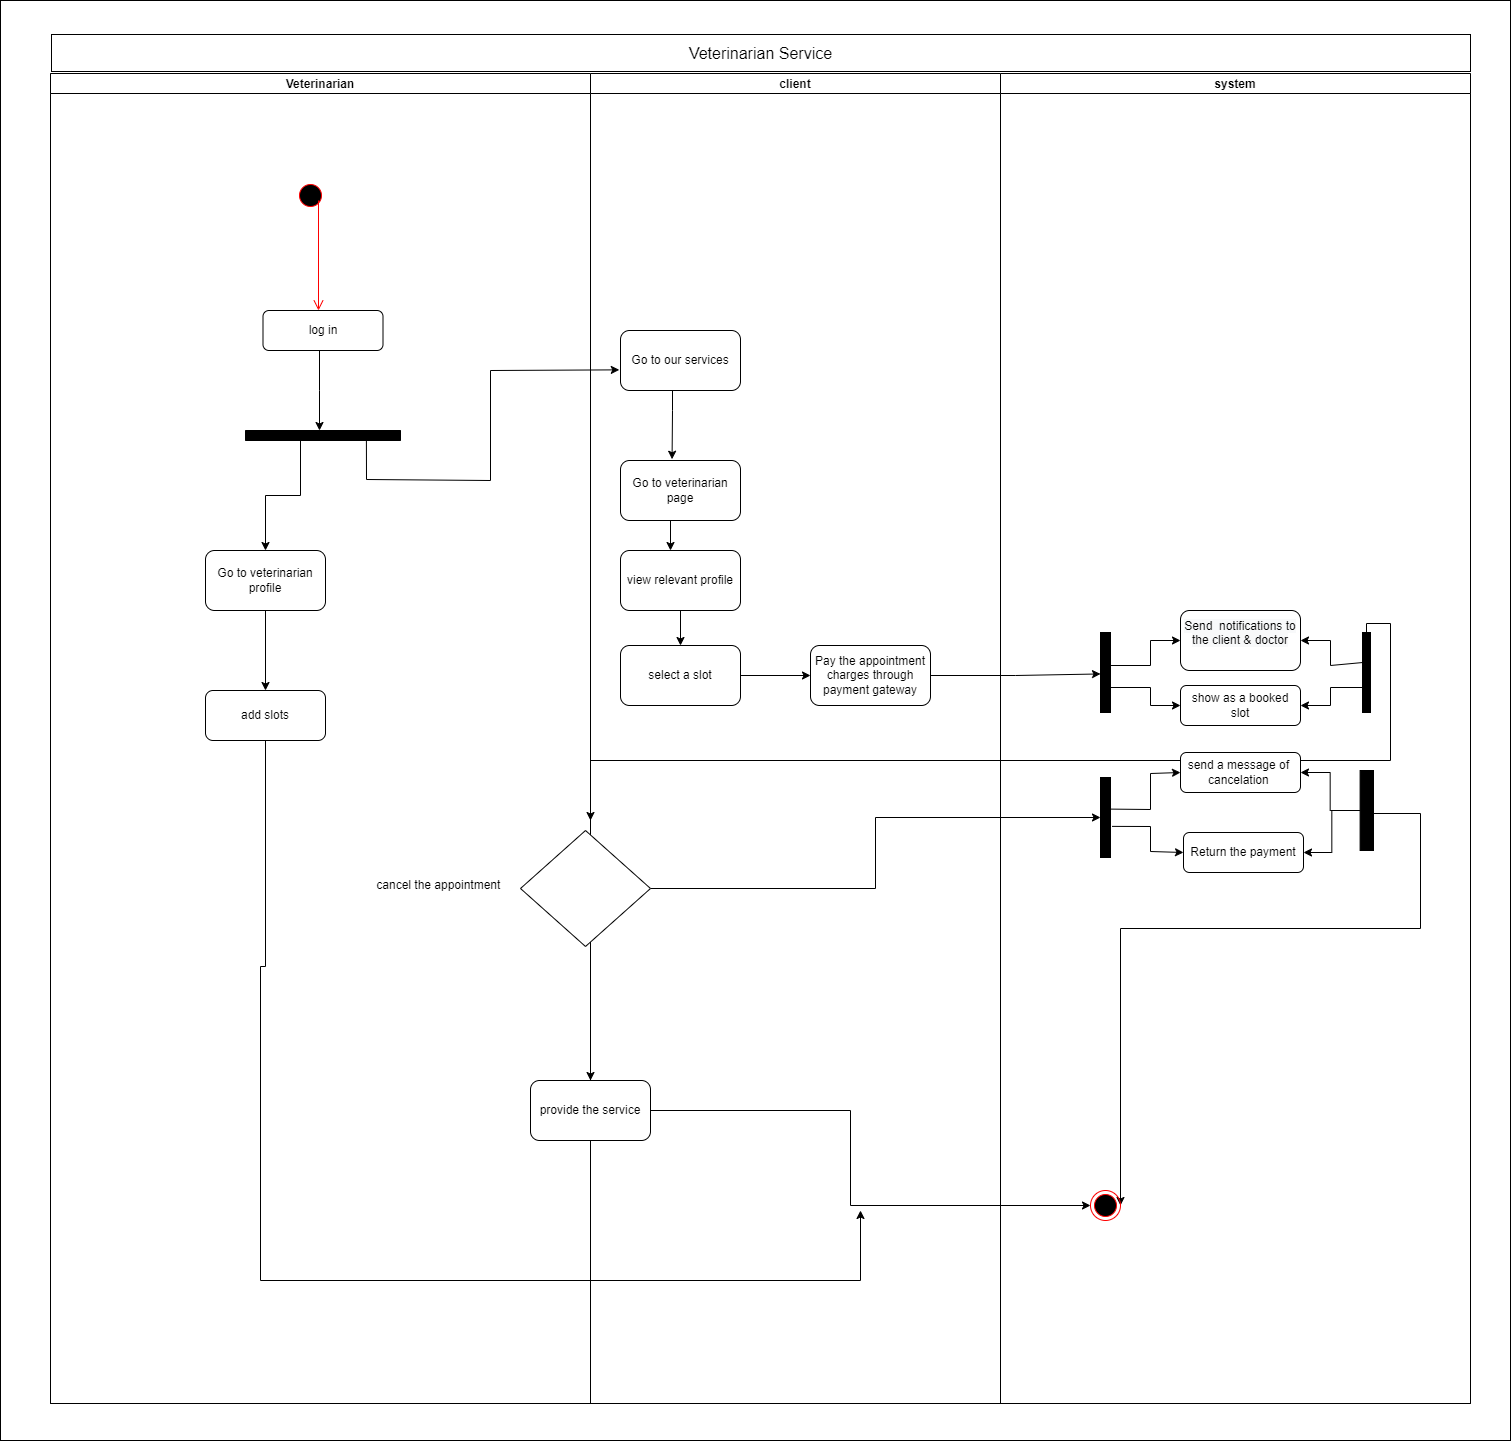 Veterinarian Service
Veterinarian
client
system
log in
Go to our services
Go to veterinarian
page
Go to veterinarian
profile
view relevant profile
add slots
select a slot
Pay the appointment
charges through
payment gateway
Send  notifications to
the client & doctor
show as a booked
slot
send a message of
cancelation
Return the payment
cancel the appointment
provide the service